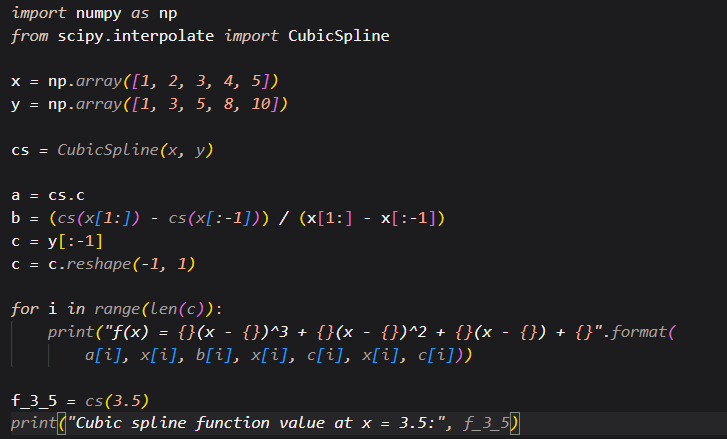 import numpy as np
from scipy.interpolate import CubicSpline
x = np.array([1, 2, 3, 4, 5])
y = np.array([1, 3, 5, 8, 10])
cs = CubicSpline(x, y)
a = cs.c
b = (cs(x[1:]) - cs(x[:-1])) / (x[1:] - x[:-1])
c = y[:-1]
c = c.reshape(-1, 1)
for i in range(len(c)):
    print("f(x) = {}(x - {})^3 + {}(x - {})^2 + {}(x - {}) + {}".format(
        a[i], x[i], b[i], x[i], c[i], x[i], c[i]))
f_3_5 = cs(3.5)
print("Cubic spline function value at x = 3.5:", f_3_5)